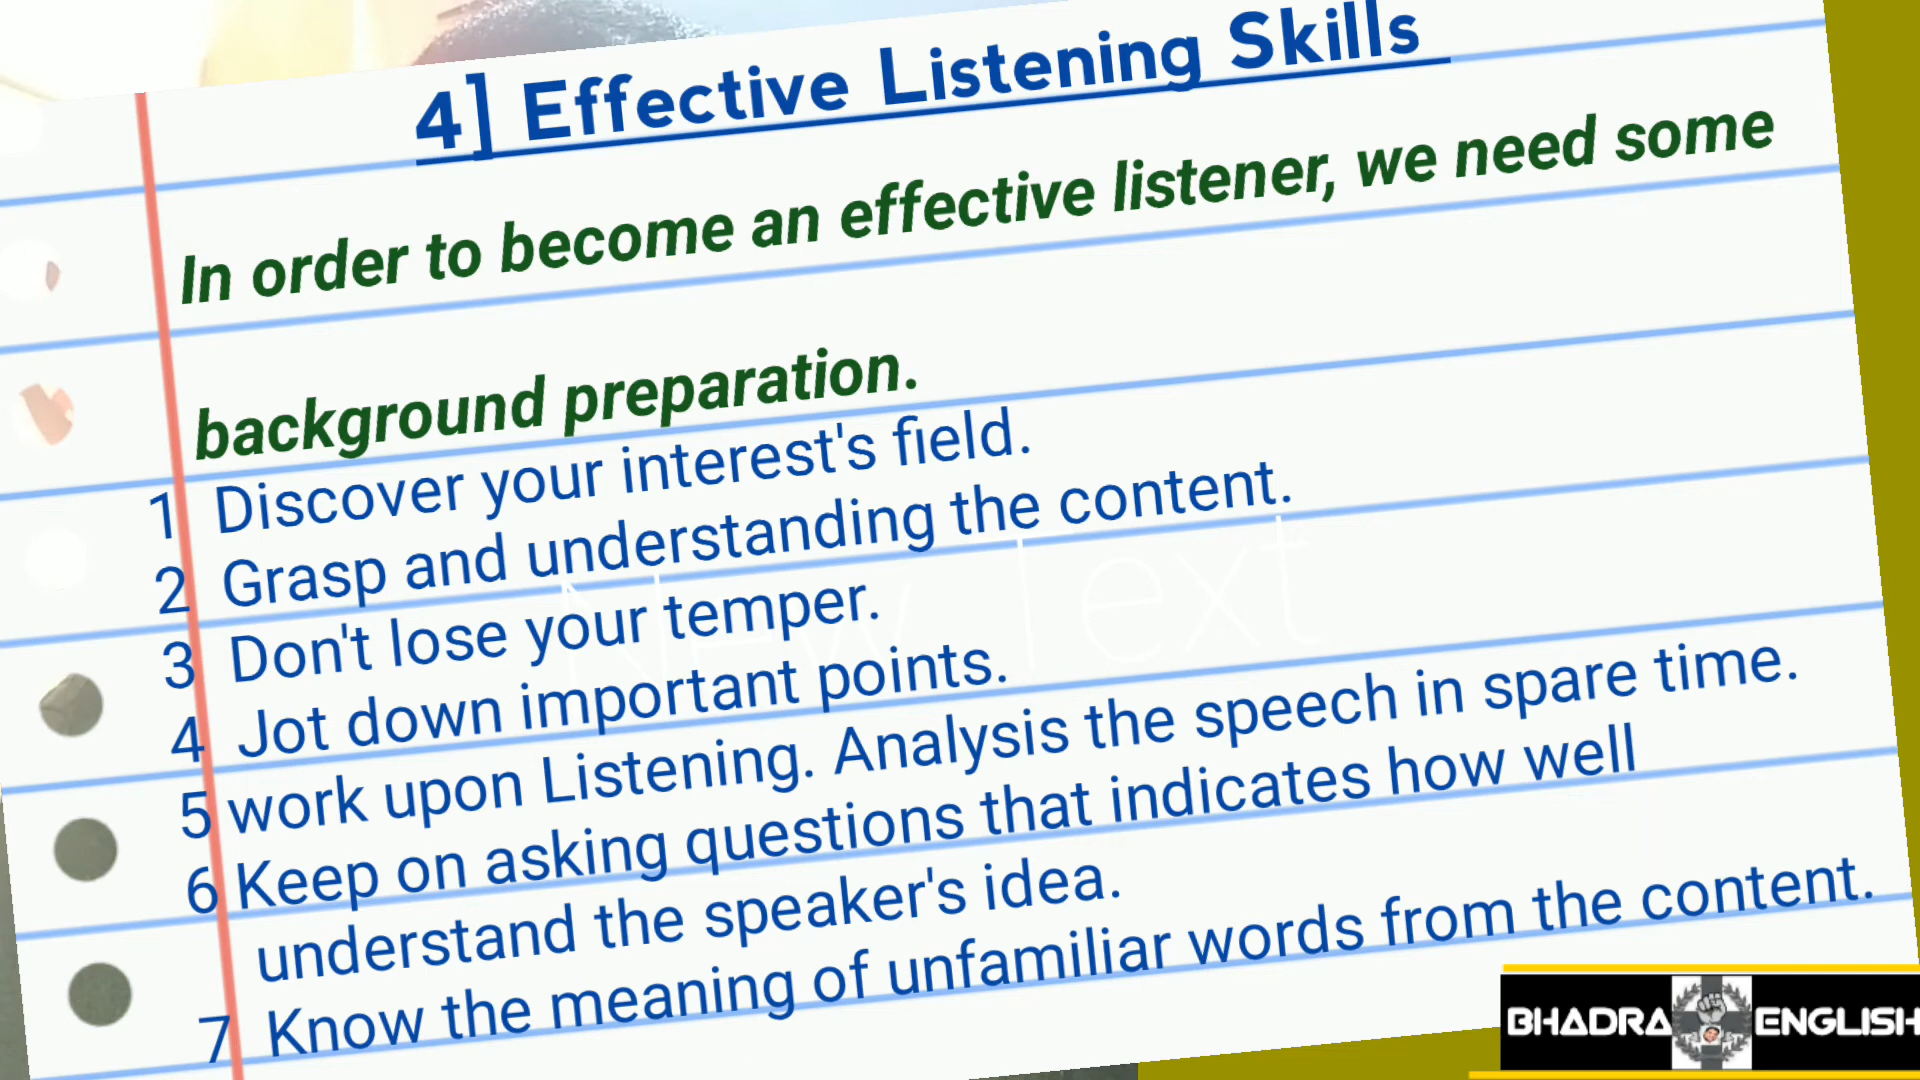 4] Effective Listening Skills
In order to become an effective listener, we need some
background preparation.
1 Discover your interest's field.
2 Grasp and understanding the content.
3 Don't lose your temper.
4 Jot down important points.
5 work upon Listening. Analysis the speech in spare time.
6 Keep on asking questions that indicates how well
understand the speaker's idea.
7 Know the meaning of unfamiliar words from the content.
New Text
BHADRA ENGLISH